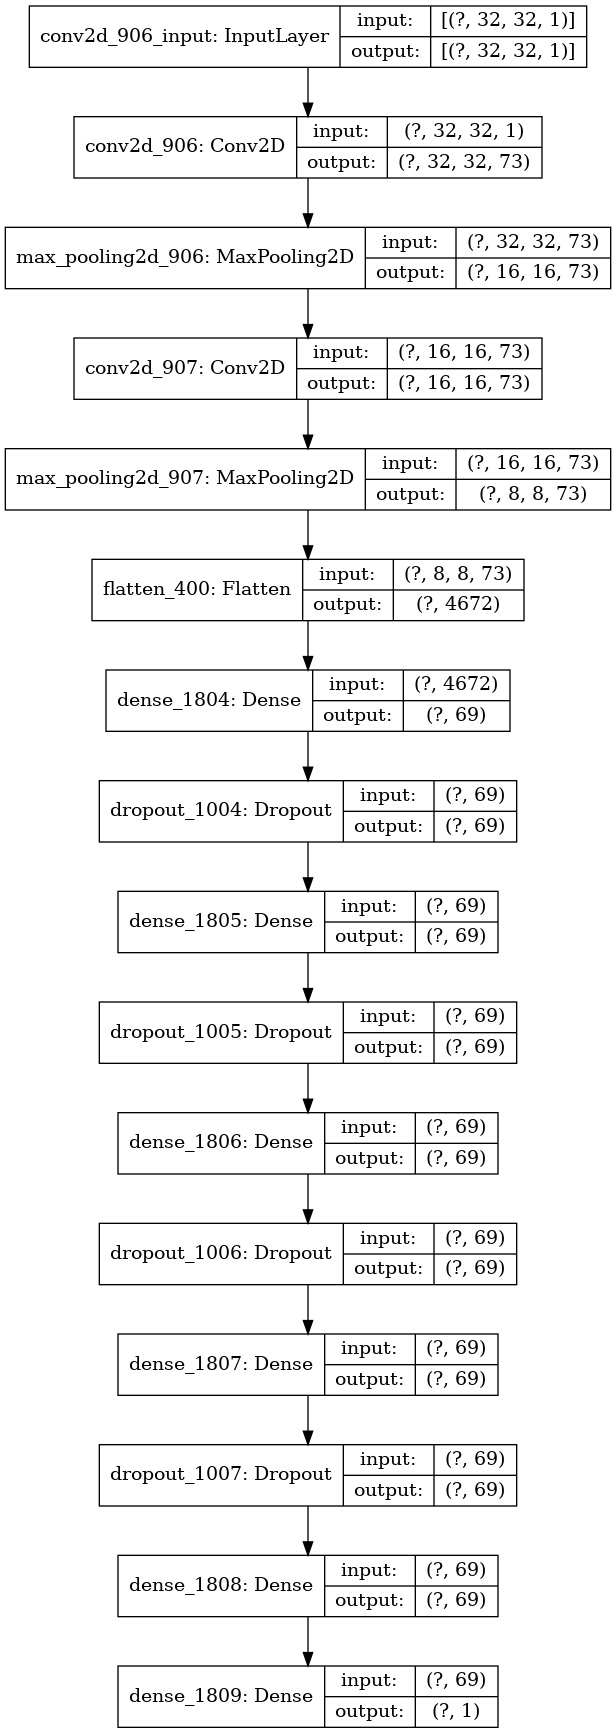 conv2d_906_input: InputLayer
input: [(?, 32, 32, 1)]
output: [(?, 32, 32, 1)]
conv2d_906: Conv2D
input: (?, 32, 32, 1)
output: (?, 32, 32, 73)
max_pooling2d_906: MaxPooling2D
input: (?, 32, 32, 73)
output: (?, 16, 16, 73)
conv2d_907: Conv2D
input: (?, 16, 16, 73)
output: (?, 16, 16, 73)
max_pooling2d_907: MaxPooling2D
input: (?, 16, 16, 73)
output: (?, 8, 8, 73)
flatten_400: Flatten
input: (?, 8, 8, 73)
output: (?, 4672)
dense_1804: Dense
input: (?, 4672)
output: (?, 69)
dropout_1004: Dropout
input: (?, 69)
output: (?, 69)
dense_1805: Dense
input: (?, 69)
output: (?, 69)
dropout_1005: Dropout
input: (?, 69)
output: (?, 69)
dense_1806: Dense
input: (?, 69)
output: (?, 69)
dropout_1006: Dropout
input: (?, 69)
output: (?, 69)
dense_1807: Dense
input: (?, 69)
output: (?, 69)
dropout_1007: Dropout
input: (?, 69)
output: (?, 69)
dense_1808: Dense
input: (?, 69)
output: (?, 69)
dense_1809: Dense
input: (?, 69)
output: (?, 1)